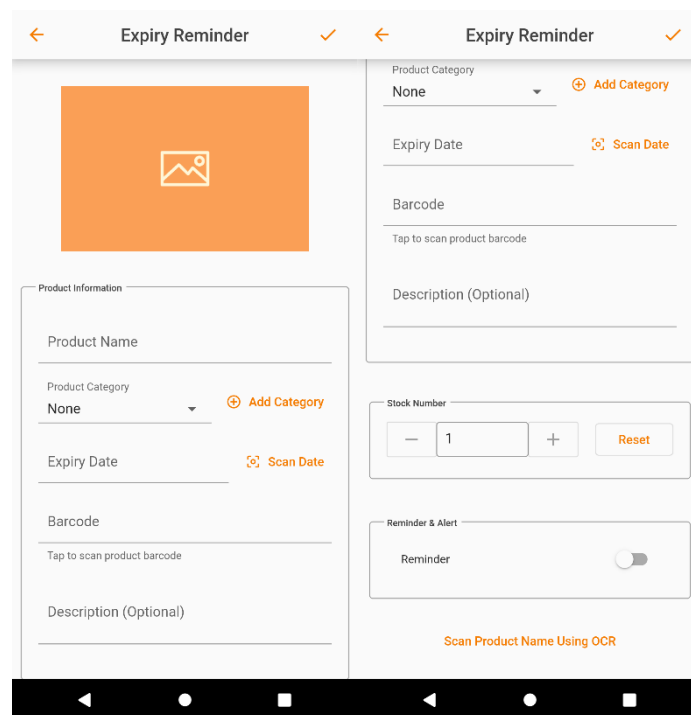 Expiry Reminder
Product Information
Product Name
Product Category
None
Add Category
Expiry Date
Scan Date
Barcode
Tap to scan product barcode
Description (Optional)
Expiry Reminder
Product Category
None
Add Category
Expiry Date
Scan Date
Barcode
Tap to scan product barcode
Description (Optional)
Stock Number
1
Reset
Reminder & Alert
Reminder
Scan Product Name Using OCR